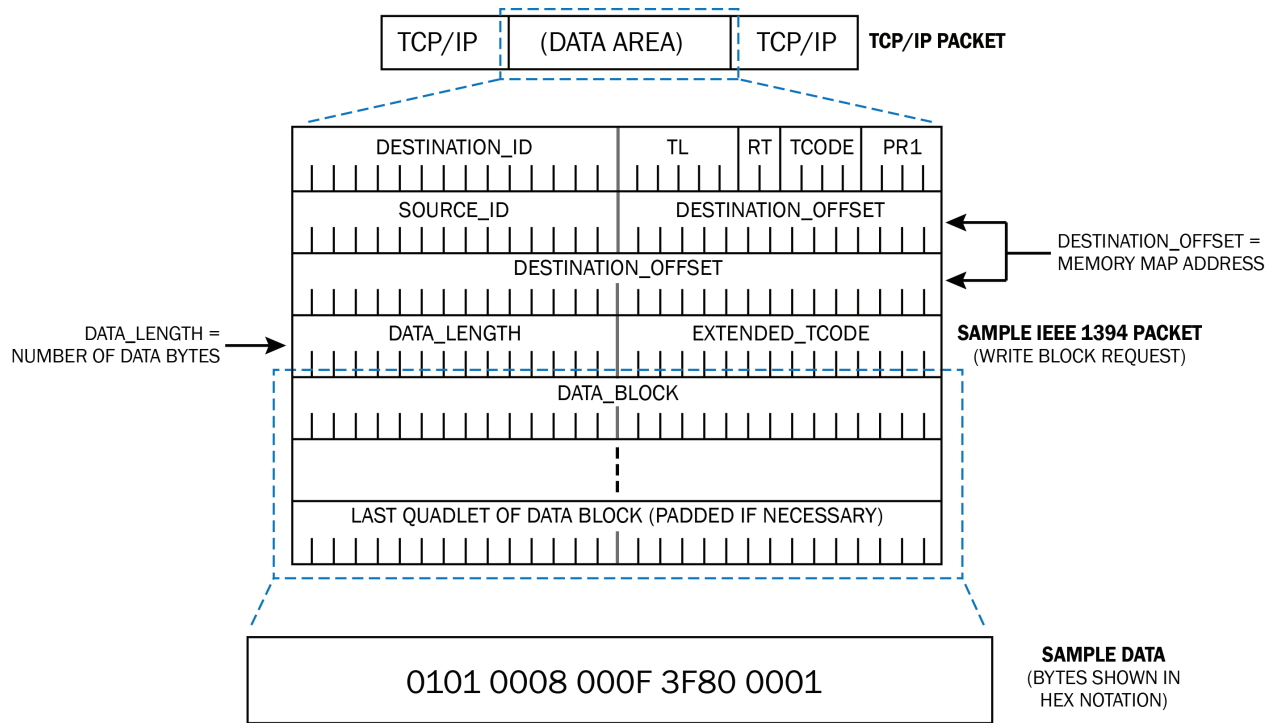 TCP/IP (DATA AREA) TCP/IP TCP/IP PACKET
DESTINATION_ID TL RT TCODE PR1
SOURCE_ID DESTINATION_OFFSET
DESTINATION_OFFSET
DESTINATION_OFFSET =
MEMORY MAP ADDRESS
DATA_LENGTH =
NUMBER OF DATA BYTES
DATA_LENGTH EXTENDED_TCODE
SAMPLE IEEE 1394 PACKET
(WRITE BLOCK REQUEST)
DATA_BLOCK
LAST QUADLET OF DATA BLOCK (PADDED IF NECESSARY)
0101 0008 000F 3F80 0001
SAMPLE DATA
(BYTES SHOWN IN
HEX NOTATION)